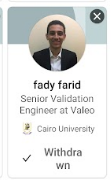 fady farid
Senior Validation
Engineer at Valeo
Cairo University
Withdra
wn